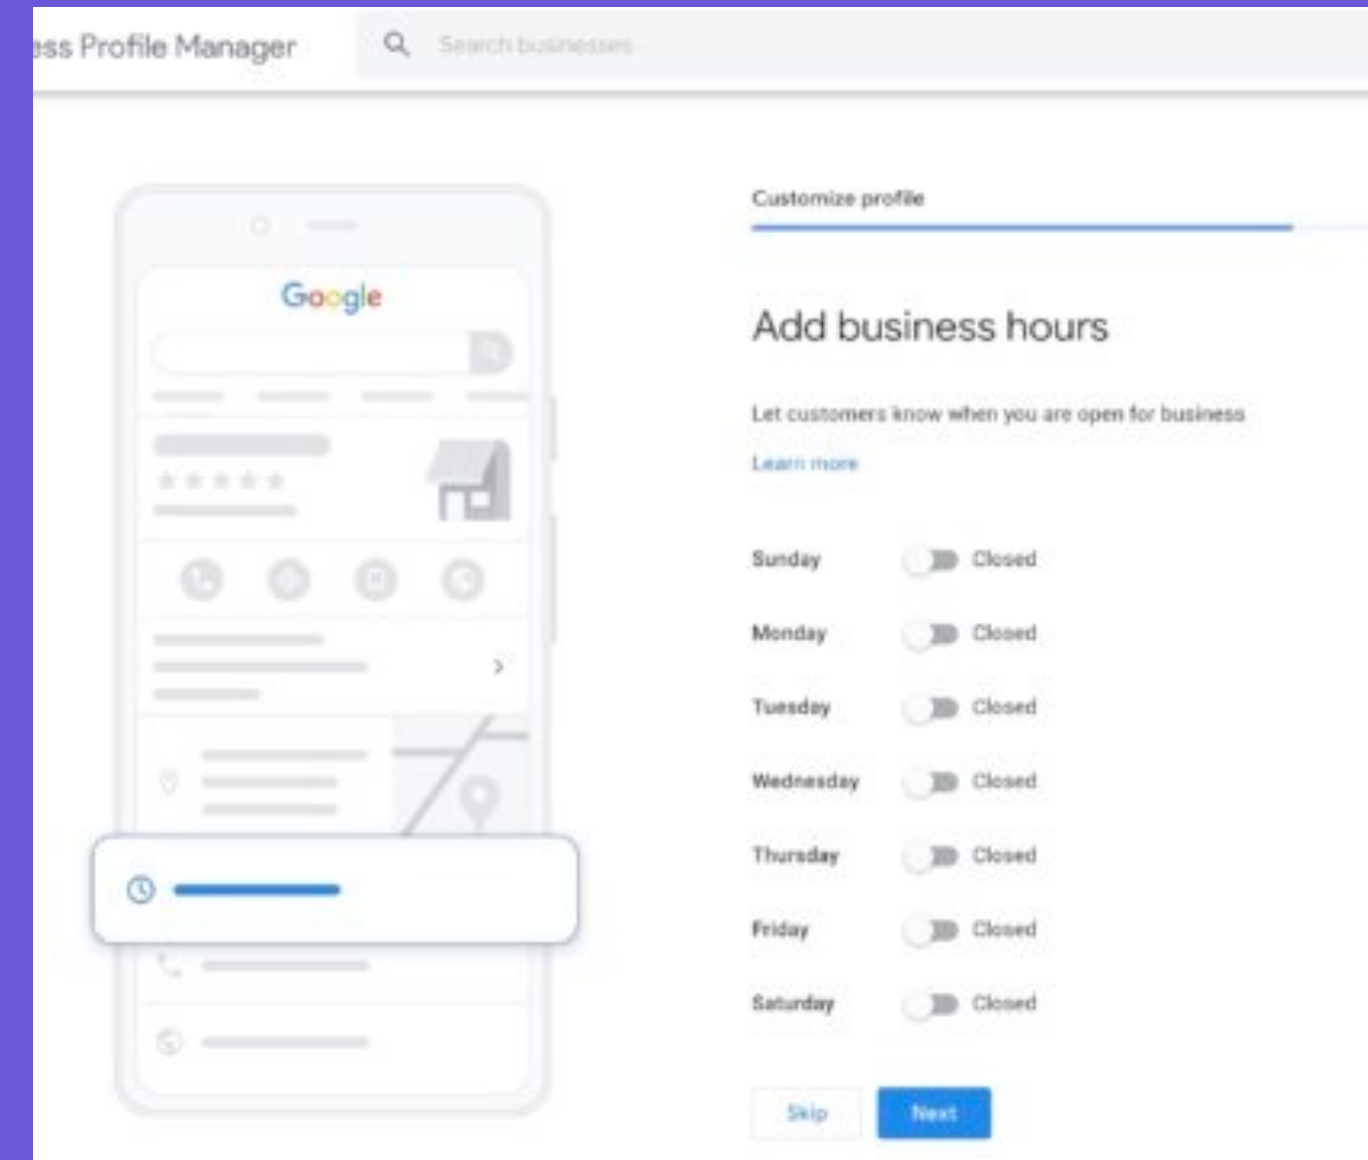 ess Profile Manager
Search businesses
Customize profile
Google
Add business hours
Let customers know when you are open for business
Learn more
Sunday Closed
Monday Closed
Tuesday Closed
Wednesday Closed
Thursday Closed
Friday Closed
Saturday Closed
Skip Next